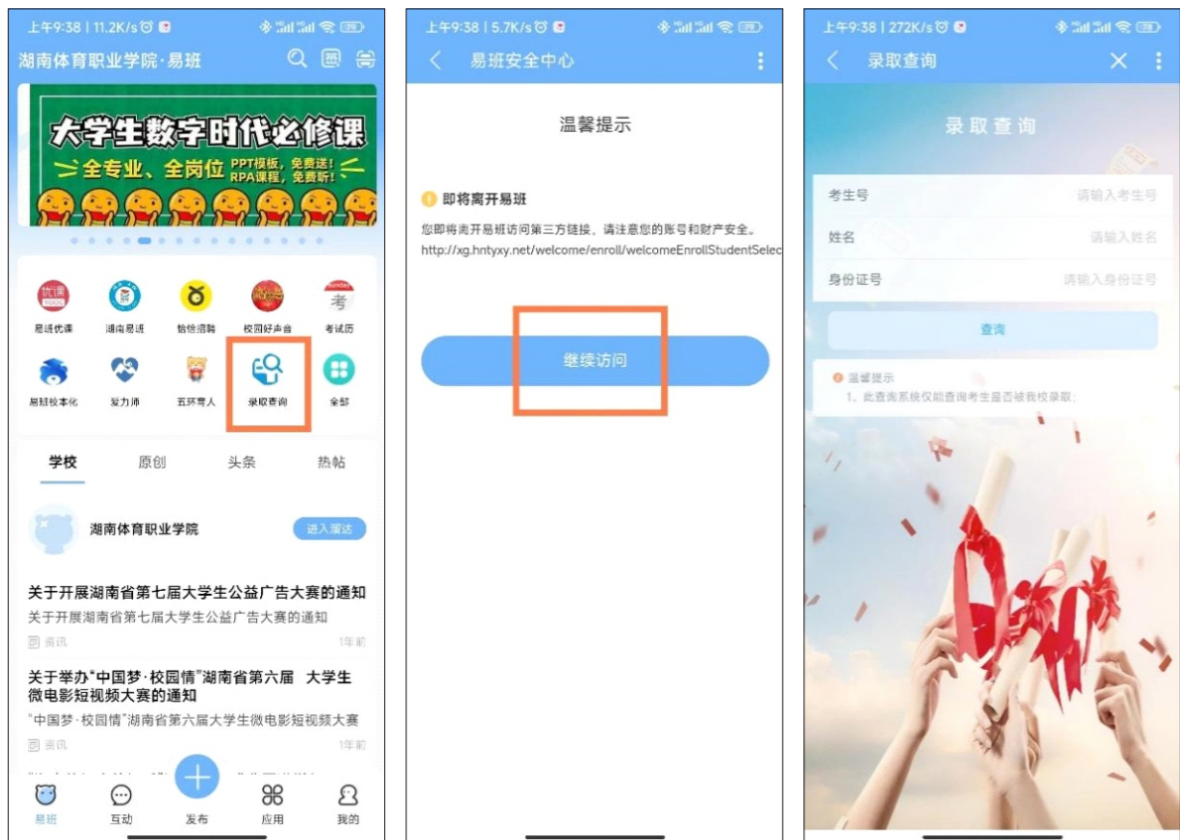 上午9:38 | 11.2K/s
湖南体育职业学院·易班
大学生数字时代必修课
全专业、全岗位
PPT模板，免费送！
RPA课程，免费听！
优课
YOOC
sunday
考
易班优课
湖南易班
恰恰招聘
校园好声音
考试历
易班校本化
爱力师
五环育人
录取查询
全部
学校
原创
头条
热帖
湖南体育职业学院
进入溜达
关于开展湖南省第七届大学生公益广告大赛的通知
关于开展湖南省第七届大学生公益广告大赛的通知
资讯
1年前
关于举办“中国梦·校园情”湖南省第六届 大学生
微电影短视频大赛的通知
“中国梦·校园情”湖南省第六届大学生微电影短视频大赛
资讯
1年前
易班
互动
发布
应用
我的
上午9:38 | 5.7K/s
易班安全中心
温馨提示
即将离开易班
您即将离开易班访问第三方链接，请注意您的账号和财产安全。
http://xg.hntyxy.net/welcome/enroll/welcomeEnrollStudentSelec
继续访问
上午9:38 | 272K/s
录取查询
录取查询
考生号
请输入考生号
姓名
请输入姓名
身份证号
请输入身份证号
查询
温馨提示
1、此查询系统仅能查询考生是否被我校录取；